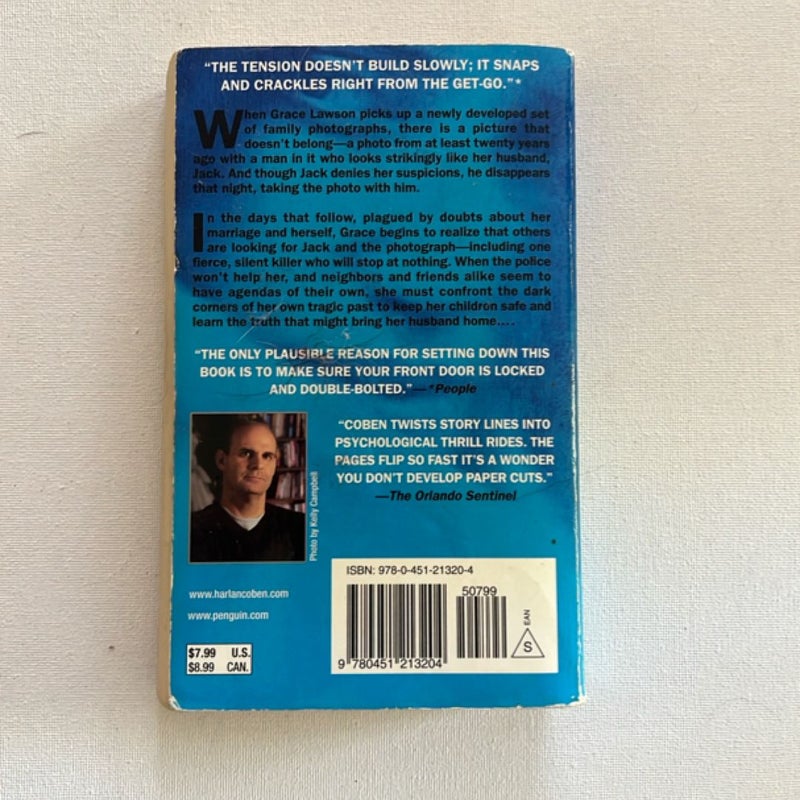 “THE TENSION DOESN’T BUILD SLOWLY; IT SNAPS
AND CRACKLES RIGHT FROM THE GET-GO.”*
When Grace Lawson picks up a newly developed set
of family photographs, there is a picture that
doesn’t belong—a photo from at least twenty years
ago with a man in it who looks strikingly like her husband,
Jack. And though Jack denies her suspicions, he disappears
that night, taking the photo with him.
In the days that follow, plagued by doubts about her
marriage and herself, Grace begins to realize that others
are looking for Jack and the photograph—including one
fierce, silent killer who will stop at nothing. When the police
won’t help her, and neighbors and friends alike seem to
have agendas of their own, she must confront the dark
corners of her own tragic past to keep her children safe and
learn the truth that might bring her husband home....
“THE ONLY PLAUSIBLE REASON FOR SETTING DOWN THIS
BOOK IS TO MAKE SURE YOUR FRONT DOOR IS LOCKED
AND DOUBLE-BOLTED.”—*People
“COBEN TWISTS STORY LINES INTO
PSYCHOLOGICAL THRILL RIDES. THE
PAGES FLIP SO FAST IT’S A WONDER
YOU DON’T DEVELOP PAPER CUTS.”
—The Orlando Sentinel
Photo by Kelly Campbell
www.harlancoben.com
www.penguin.com
$7.99 U.S.
$8.99 CAN.
ISBN: 978-0-451-21320-4
50799
9 780451 213204
EAN
S